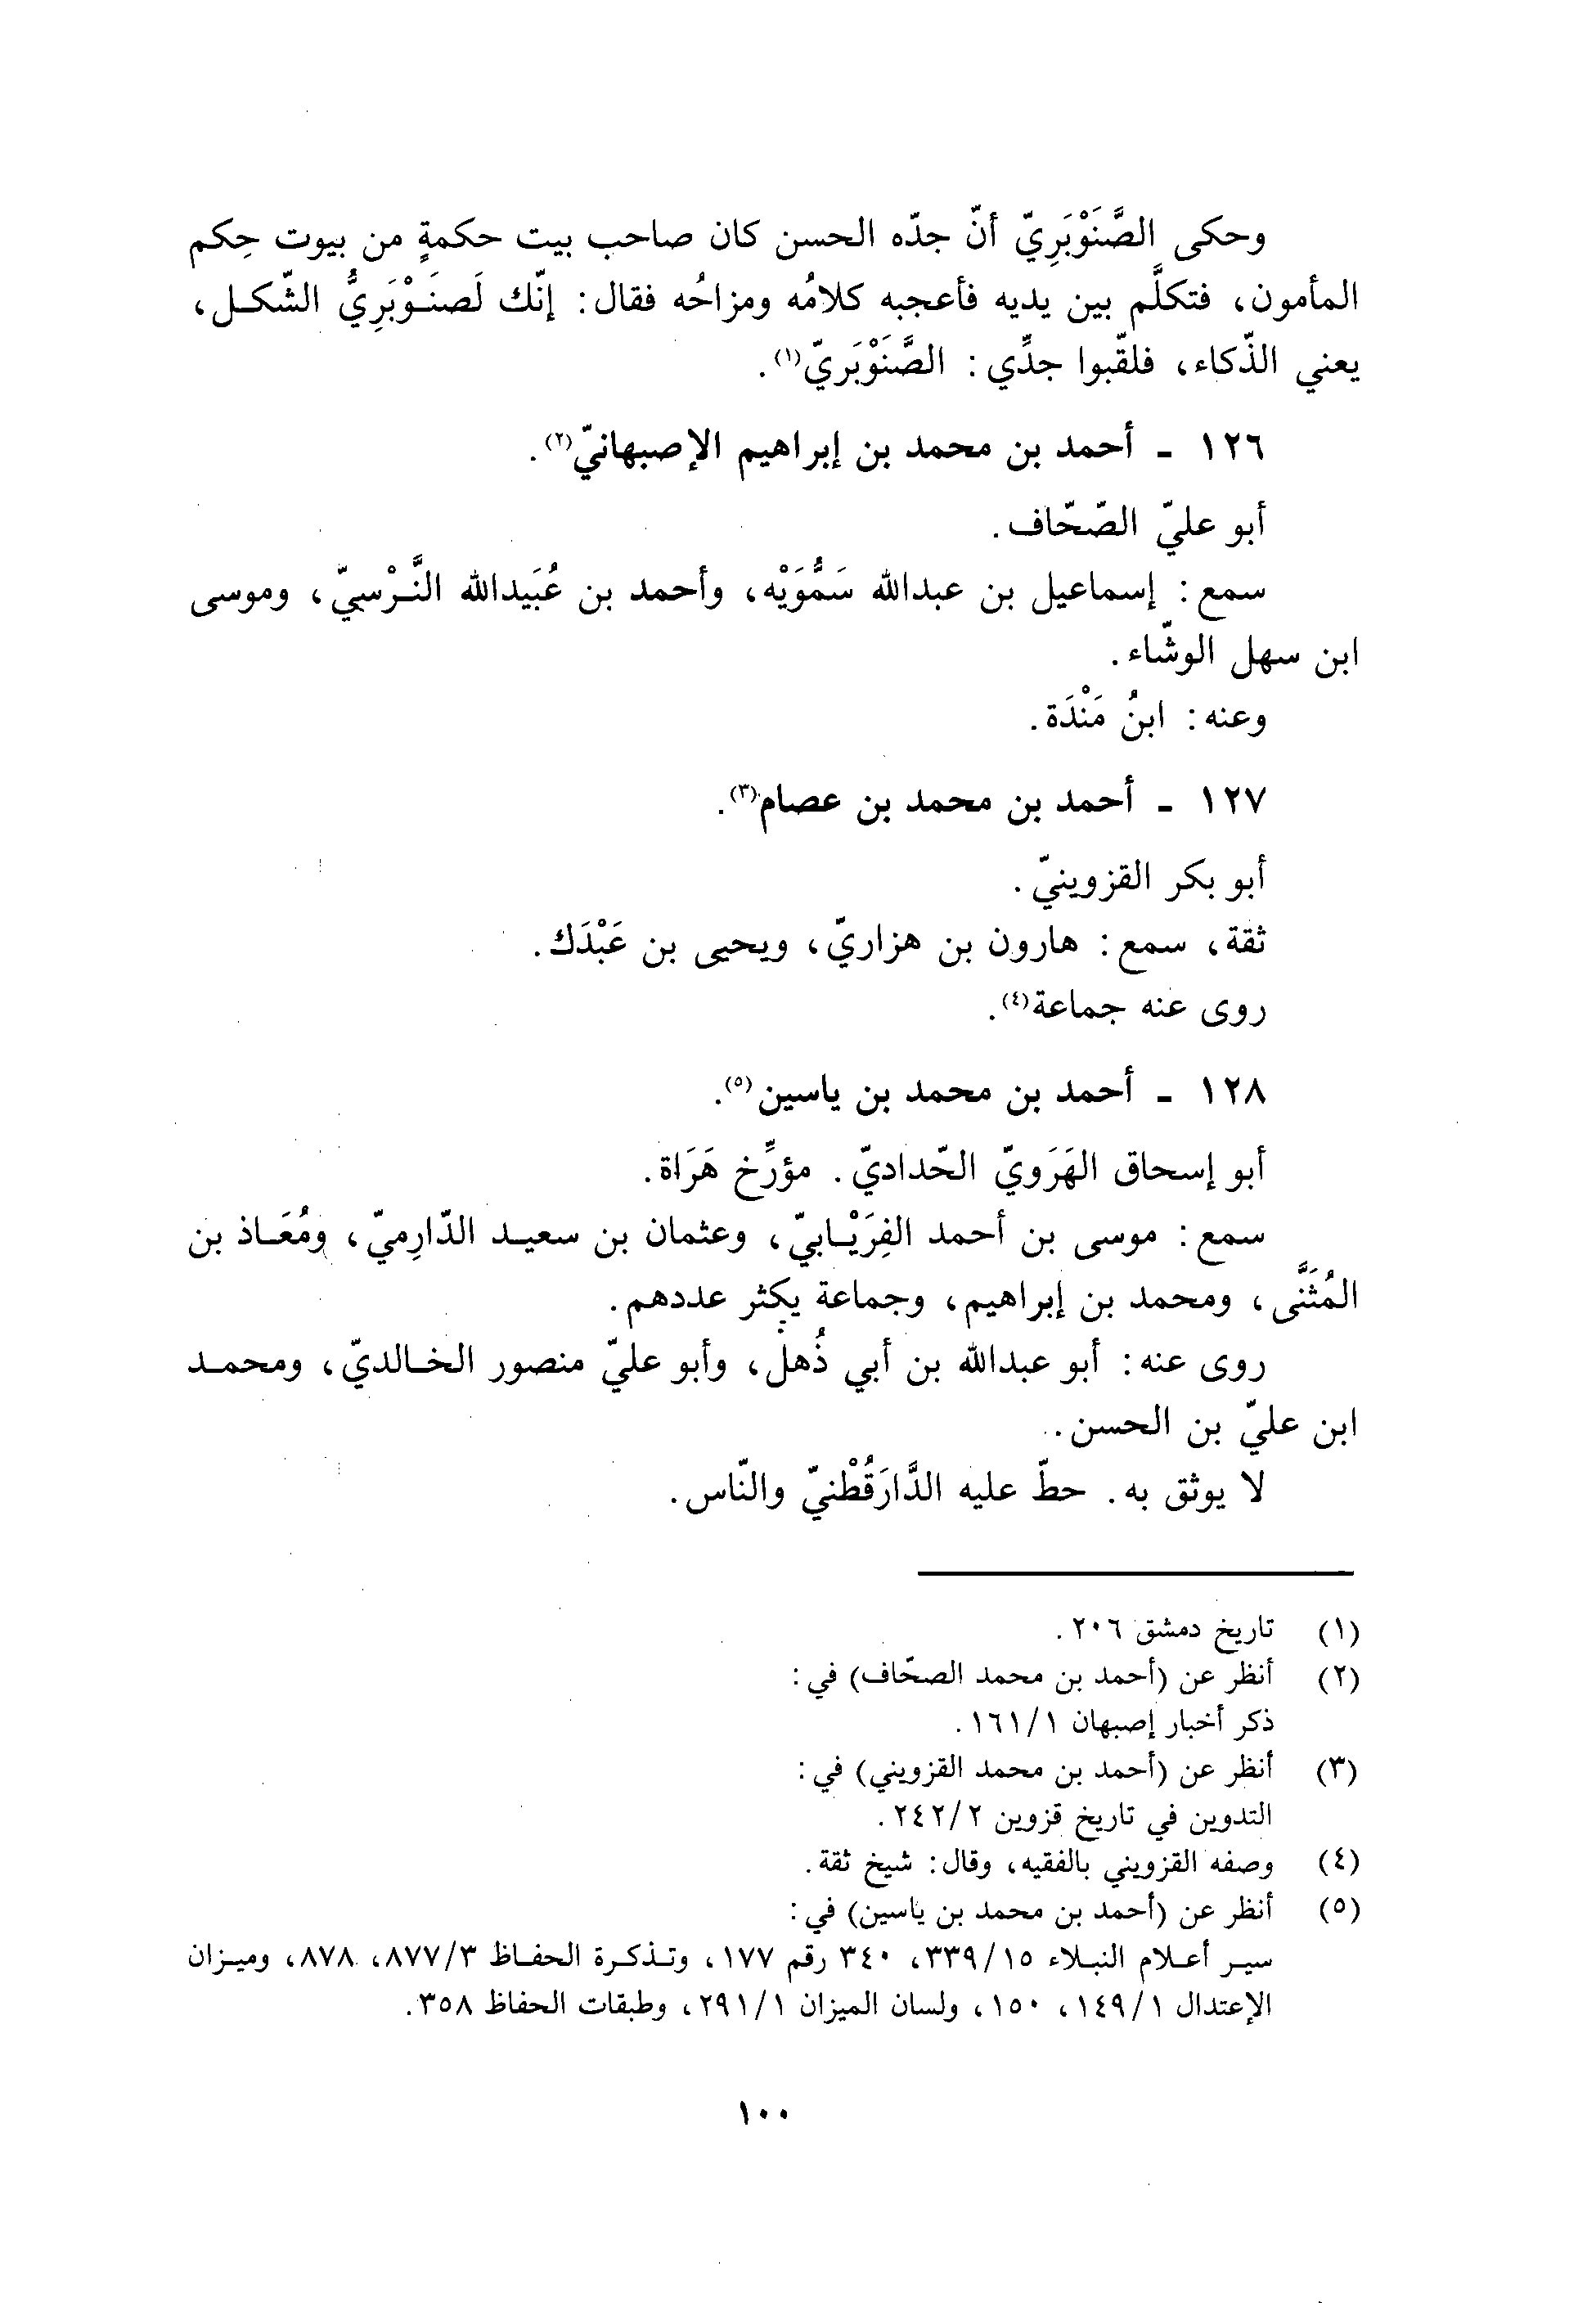 وحكى الصَّنَوْبَرِيّ أنّ جدّه الحسن كان صاحب بيت حكمةٍ من بيوت حِكم
المأمون، فتكلَّم بين يديه فأعجبه كلامُه ومزاحُه فقال: إنّك لَصنَوْبَرِيُّ الشّكل،
يعني الذّكاء، فلقّبوا جدِّي: الصَّنَوْبَريّ(١).
١٢٦ - أحمد بن محمد بن إبراهيم الإصبهانيّ(٢).
أبو عليّ الصّحّاف.
سمع: إسماعيل بن عبدالله سَمُّوَيْه، وأحمد بن عُبَيدالله النَّرْسيّ، وموسى
ابن سهل الوشّاء.
وعنه: ابنُ مَنْدَة.
١٢٧ - أحمد بن محمد بن عصام(٣).
أبو بكر القزوينيّ.
ثقة، سمع: هارون بن هزاريّ، ويحيى بن عَبْدَك.
روى عنه جماعة(٤).
١٢٨ - أحمد بن محمد بن ياسين(٥).
أبو إسحاق الهَرَويّ الحّداديّ. مؤرِّخ هَرَاة.
سمع: موسى بن أحمد الفِرَيْابيّ، وعثمان بن سعيد الدّارِميّ، ومُعَاذ بن
المُثَنَّى، ومحمد بن إبراهيم، وجماعة يكثر عددهم.
روى عنه: أبو عبدالله بن أبي ذُهل، وأبو عليّ منصور الخالديّ، ومحمد
ابن عليّ بن الحسن.
لا يوثق به. حطّ عليه الدَّارَقُطْنيّ والنّاس.
(١) تاريخ دمشق ٢٠٦.
(٢) أنظر عن (أحمد بن محمد الصحّاف) في:
ذكر أخبار إصبهان ١/١٦١.
(٣) أنظر عن (أحمد بن محمد القزويني) في:
التدوين في تاريخ قزوين ٢/٢٤٢.
(٤) وصفه القزويني بالفقيه، وقال: شيخ ثقة.
(٥) أنظر عن (أحمد بن محمد بن ياسين) في:
سير أعلام النبلاء ١٥/٣٣٩، ٣٤٠ رقم ١٧٧، وتذكرة الحفاظ ٣/٨٧٧، ٨٧٨، وميزان
الإعتدال ١/١٤٩، ١٥٠، ولسان الميزان ١/٢٩١، وطبقات الحفاظ ٣٥٨.
١٠٠